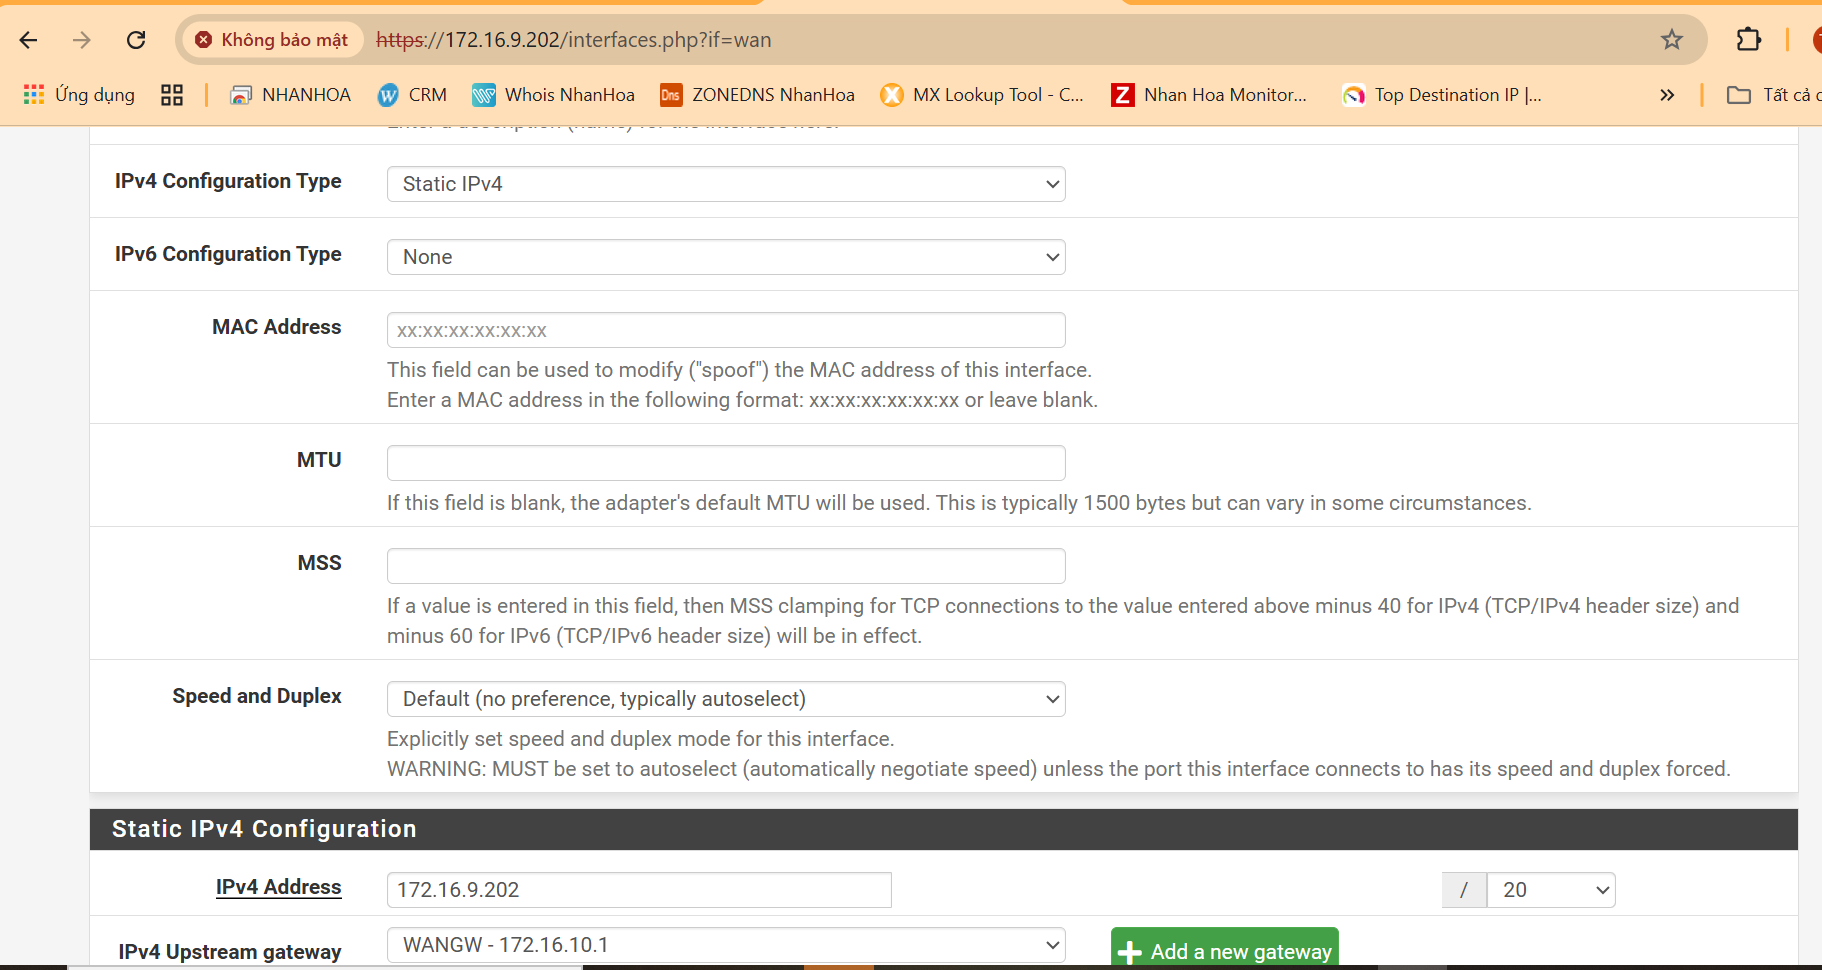 Không bảo mật https://172.16.9.202/interfaces.php?if=wan
Ứng dụng NHANHOA CRM Whois NhanHoa Dns ZONEDNS NhanHoa MX Lookup Tool - C... Z Nhan Hoa Monitor... Top Destination IP |... » Tất cả
Enter a description (name) for the interface here.
IPv4 Configuration Type Static IPv4
IPv6 Configuration Type None
MAC Address xx:xx:xx:xx:xx:xx
This field can be used to modify ("spoof") the MAC address of this interface.
Enter a MAC address in the following format: xx:xx:xx:xx:xx:xx or leave blank.
MTU
If this field is blank, the adapter's default MTU will be used. This is typically 1500 bytes but can vary in some circumstances.
MSS
If a value is entered in this field, then MSS clamping for TCP connections to the value entered above minus 40 for IPv4 (TCP/IPv4 header size) and
minus 60 for IPv6 (TCP/IPv6 header size) will be in effect.
Speed and Duplex Default (no preference, typically autoselect)
Explicitly set speed and duplex mode for this interface.
WARNING: MUST be set to autoselect (automatically negotiate speed) unless the port this interface connects to has its speed and duplex forced.
Static IPv4 Configuration
IPv4 Address 172.16.9.202 / 20
IPv4 Upstream gateway WANGW - 172.16.10.1 Add a new gateway